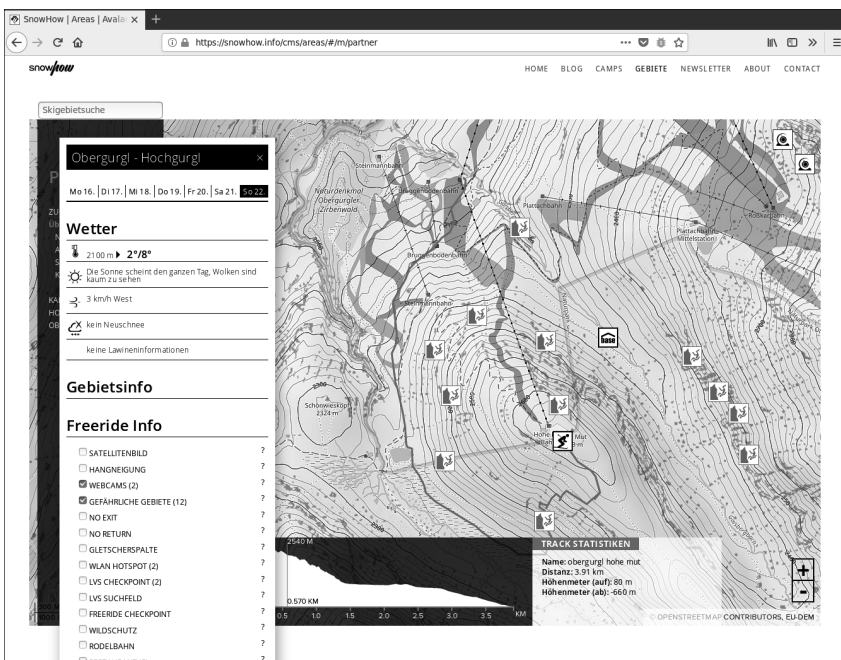 SnowHow | Areas | Avala
https://snowhow.info/cms/areas/#/m/partner
snowhow
HOME BLOG CAMPS GEBIETE NEWSLETTER ABOUT CONTACT
Skigebietsuche
Obergurgl - Hochgurgl ×
Mo 16. Di 17. Mi 18. Do 19. Fr 20. Sa 21. So 22.
Wetter
2100 m 2°/8°
Die Sonne scheint den ganzen Tag, Wolken sind
kaum zu sehen
3 km/h West
kein Neuschnee
keine Lawineninformationen
Gebietsinfo
Freeride Info
SATELLITENBILD ?
HANGNEIGUNG ?
WEBCAMS (2) ?
GEFÄHRLICHE GEBIETE (12) ?
NO EXIT ?
NO RETURN ?
GLETSCHERSPALTE ?
WLAN HOTSPOT (2) ?
LVS CHECKPOINT (2) ?
LVS SUCHFELD ?
FREERIDE CHECKPOINT ?
WILDSCHUTZ ?
RODELBAHN ?
Steinmannbahn
Naturdenkmal
Obergurgler
Zirbenwald
Bruggenbodenbahn
Plattachbahn
Roßkarbahn
Plattachbahn
Mittelstation
Bruggenbodenbahn
Steinmannbahn
base
Schönwieskopf
2324 m
Hohe Mut
2540 M
0.570 KM
0.5 1.0 1.5 2.0 2.5 3.0 3.5 KM
TRACK STATISTIKEN
Name: obergurgl hohe mut
Distanz: 3.91 km
Höhenmeter (auf): 80 m
Höhenmeter (ab): -660 m
+
-
© OPENSTREETMAP CONTRIBUTORS, EU-DEM